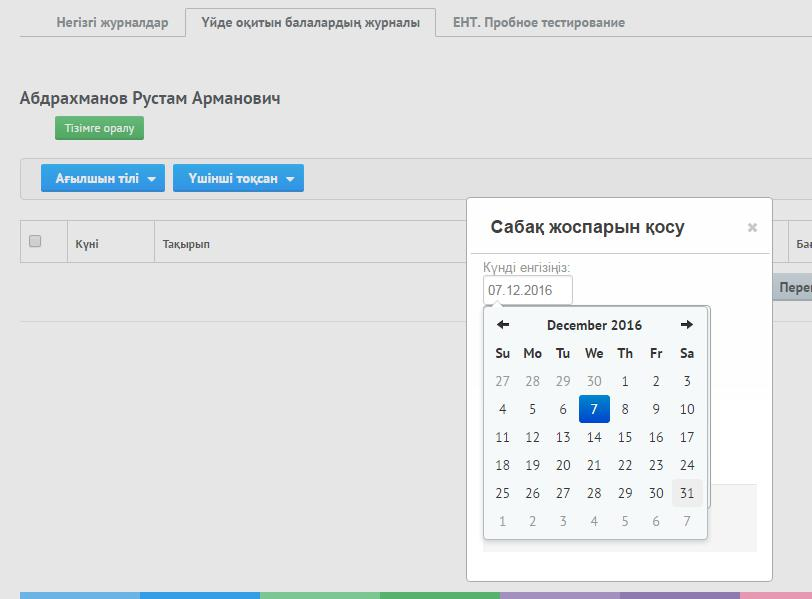 Негізгі журналдар
Үйде оқитын балалардың журналы
ЕНТ. Пробное тестирование
Абдрахманов Рустам Арманович
Тізімге оралу
Ағылшын тілі
Үшінші тоқсан
Күні
Тақырып
Сабақ жоспарын қосу ×
Күнді енгізіңіз:
07.12.2016
December 2016
Su Mo Tu We Th Fr Sa
27 28 29 30 1 2 3
4 5 6 7 8 9 10
11 12 13 14 15 16 17
18 19 20 21 22 23 24
25 26 27 28 29 30 31
1 2 3 4 5 6 7